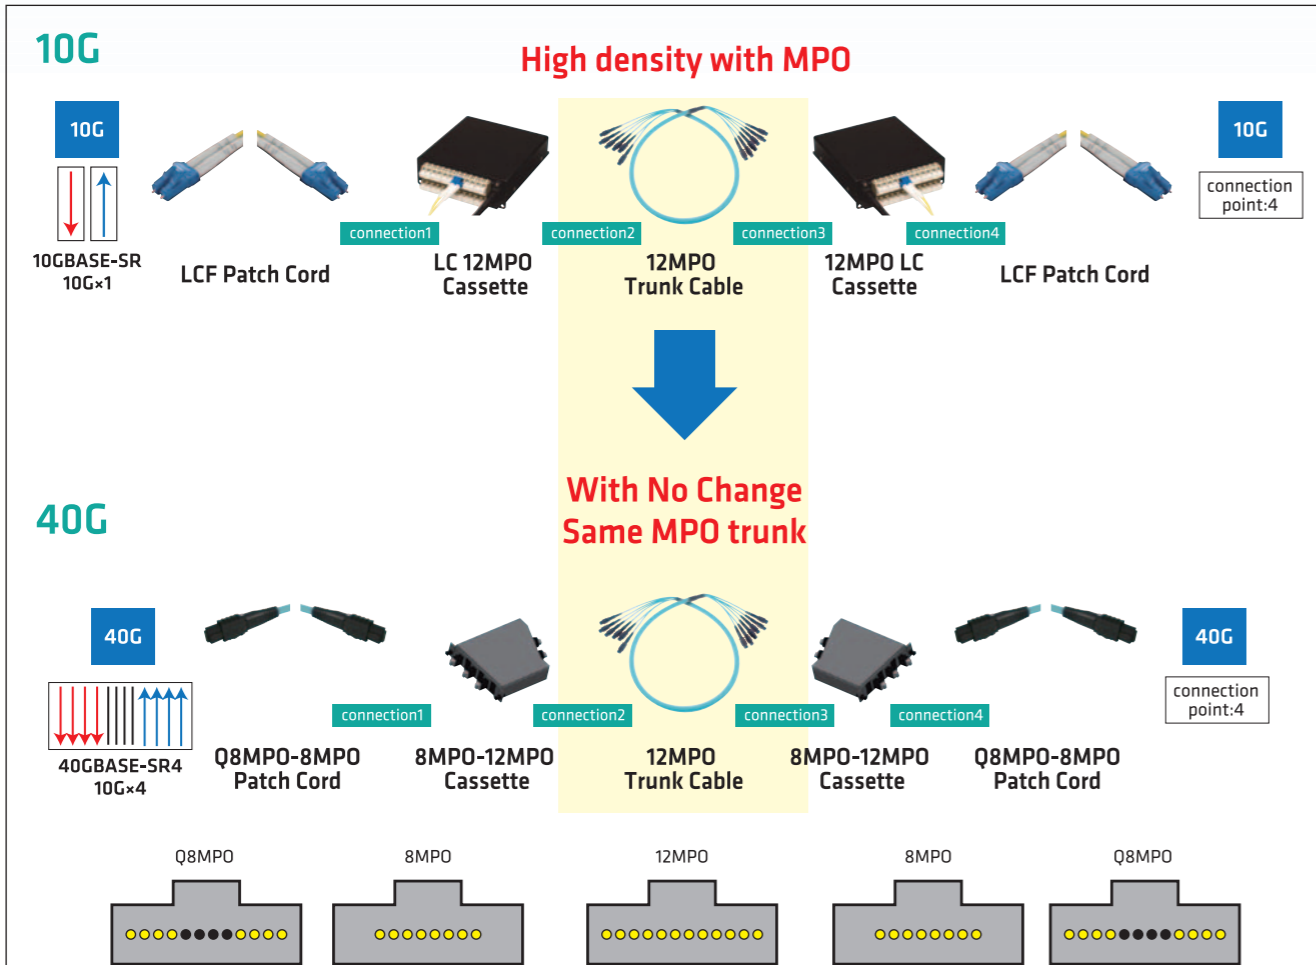 10G
High density with MPO
10G
10G
connection
point:4
connection1
connection2
connection3
connection4
10GBASE-SR
10G×1
LCF Patch Cord
LC 12MPO
Cassette
12MPO
Trunk Cable
12MPO LC
Cassette
LCF Patch Cord
With No Change
Same MPO trunk
40G
40G
40G
connection
point:4
connection1
connection2
connection3
connection4
40GBASE-SR4
10G×4
Q8MPO-8MPO
Patch Cord
8MPO-12MPO
Cassette
12MPO
Trunk Cable
8MPO-12MPO
Cassette
Q8MPO-8MPO
Patch Cord
Q8MPO
8MPO
12MPO
8MPO
Q8MPO